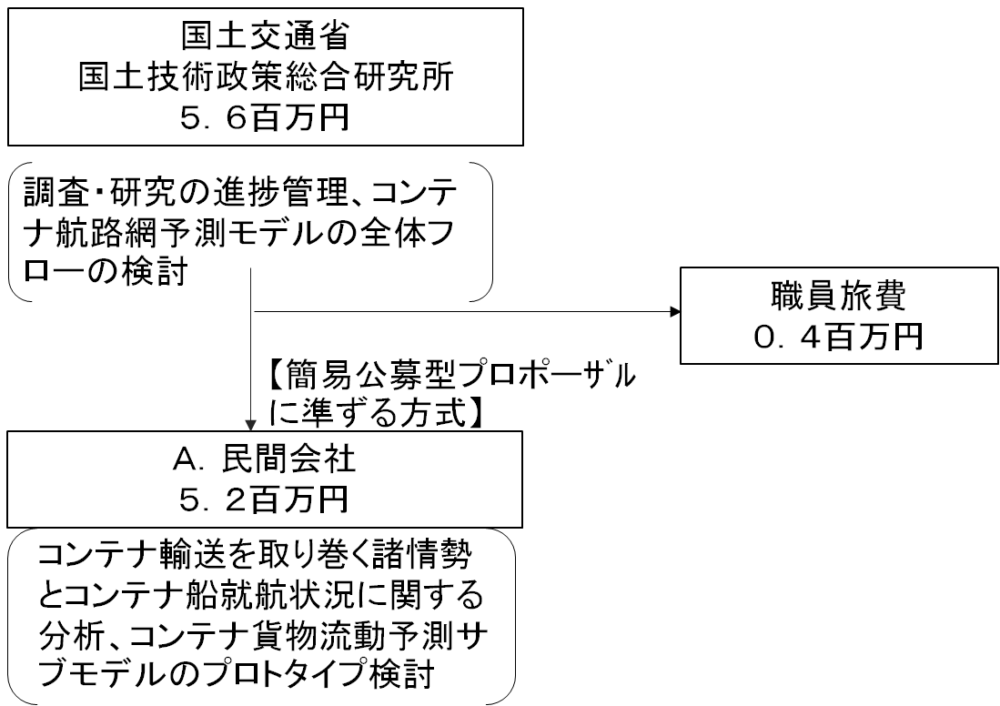 国土交通省
国土技術政策総合研究所
５．６百万円
調査・研究の進捗管理、コンテ
ナ航路網予測モデルの全体フ
ローの検討
職員旅費
０．４百万円
【簡易公募型プロポーｻﾞﾙ
に準ずる方式】
Ａ．民間会社
５．２百万円
コンテナ輸送を取り巻く諸情勢
とコンテナ船就航状況に関する
分析、コンテナ貨物流動予測サ
ブモデルのプロトタイプ検討